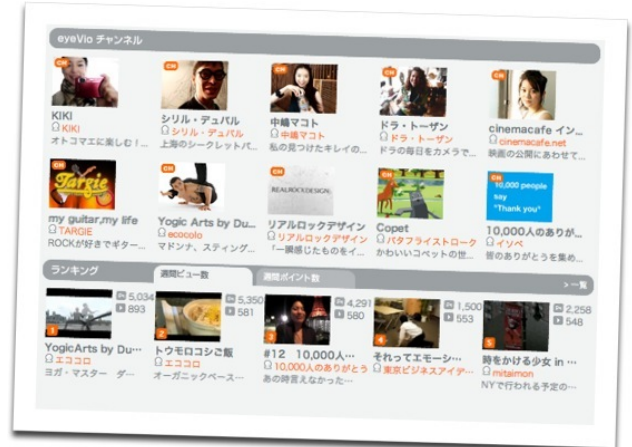 eyeVio チャンネル
CH
CH
CH
CH
CH
KIKI
シリル・デュバル
中嶋マコト
ドラ・トーザン
cinemacafe イン...
KIKI
シリル・デュバル
中嶋マコト
ドラ・トーザン
cinemacafe.net
オトコマエに楽しむ！...
上海のシークレットパ...
私の見つけたキレイの...
ドラの毎日をカメラで...
映画の公開にあわせて...
CH
CH
CH
CH
CH
Targie
REALROCKDESIGN.
10,000 people
say
"Thank you"
my guitar,my life
Yogic Arts by Du...
リアルロックデザイン
Copet
10,000人のありが...
TARGIE
ecocolo
リアルロックデザイン
バタフライストローク
イソベ
ROCKが好きでギター...
マドンナ、スティング...
「一膜感じたものをイ...
かわいいコペットの世...
皆のありがとうを集め...
ランキング
週間ビュー数
週間ポイント数
>一覧
5,034
893
5,350
581
4,291
580
1,500
553
2,258
548
1
2
3
4
5
YogicArts by Du…
トウモロコシご飯
#12 10,000人…
それってエモーシ…
時をかける少女 in …
エココロ
エココロ
10,000人のありがとう
東京ビジネスアイデ…
mitaimon
ヨガ・マスター ダ…
オーガニックベース…
あの時言えなかった…
NYで行われる予定の…